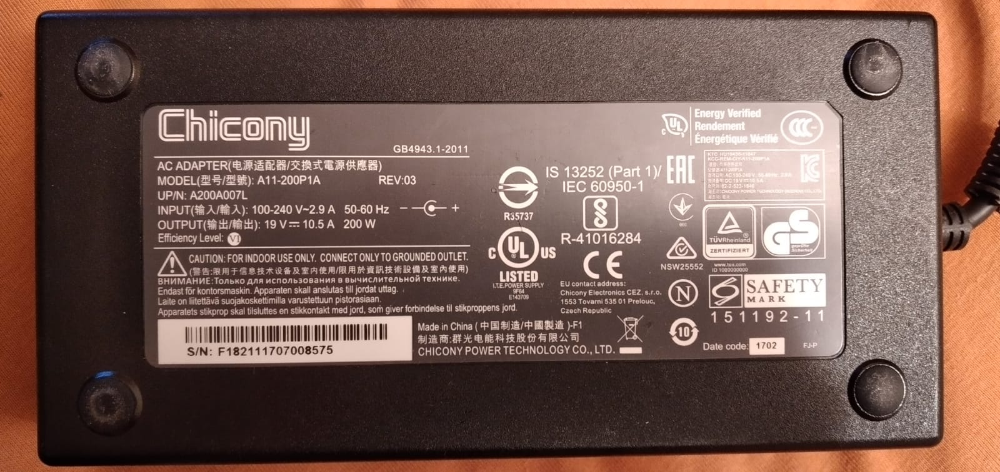 Chicony
GB4943.1-2011
AC ADAPTER(电源适配器/交換式電源供應器)
MODEL(型号/型號): A11-200P1A REV:03
UP/N: A200A007L
INPUT(输入/輸入): 100-240 V~2.9 A 50-60 Hz
OUTPUT(输出/輸出): 19 V⎓10.5 A 200 W
Efficiency Level: VI
CAUTION: FOR INDOOR USE ONLY. CONNECT ONLY TO GROUNDED OUTLET.
(警告:限用于信息技术设备及室内使用/限用於資訊技術設備及室內使用)
ВНИМАНИЕ:Только для использования в вычислительной технике.
Endast för kontorsmaskin. Apparaten skall anslutas till jordat uttag.
Laite on liitettävä suojakoskettimilla varustettuun pistorasiaan.
Apparatets stikprop skal tilsluttes en stikkontakt med jord, som giver forbindelse til stikproppens jord.
S/N: F182111707008575
Made in China (中国制造/中國製造)-F1
制造商:群光电能科技股份有限公司
CHICONY POWER TECHNOLOGY CO., LTD.
R35737
C UL US
LISTED
I.T.E.POWER SUPPLY
9F64
E143709
IS 13252 (Part 1)/
IEC 60950-1
R-41016284
CE
EU contact address:
Chicony Electronics CEZ, s.r.o.
1553 Tovarni 535 01 Prelouc,
Czech Republic
C UL
Energy Verified
Rendement
Énergétique Vérifié
CCC
EAC
001
NSW25552
N
10
KCC-REM-CIY-A11-200P1A
TÜVRheinland
ZERTIFIZIERT
www.tuv.com
ID 1000000000
GS
geprüfte
Sicherheit
S SAFETY
MARK
151192-11
Date code: 1702 FJ-P